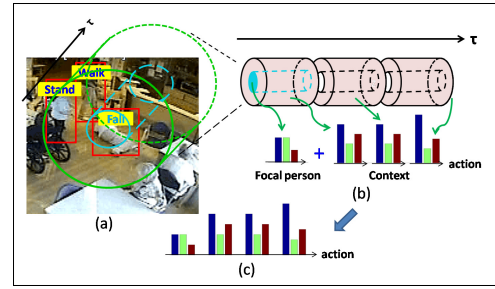 τ
τ
Walk
Stand
Fall
+
action
Focal person
Context
(a)
(b)
action
(c)